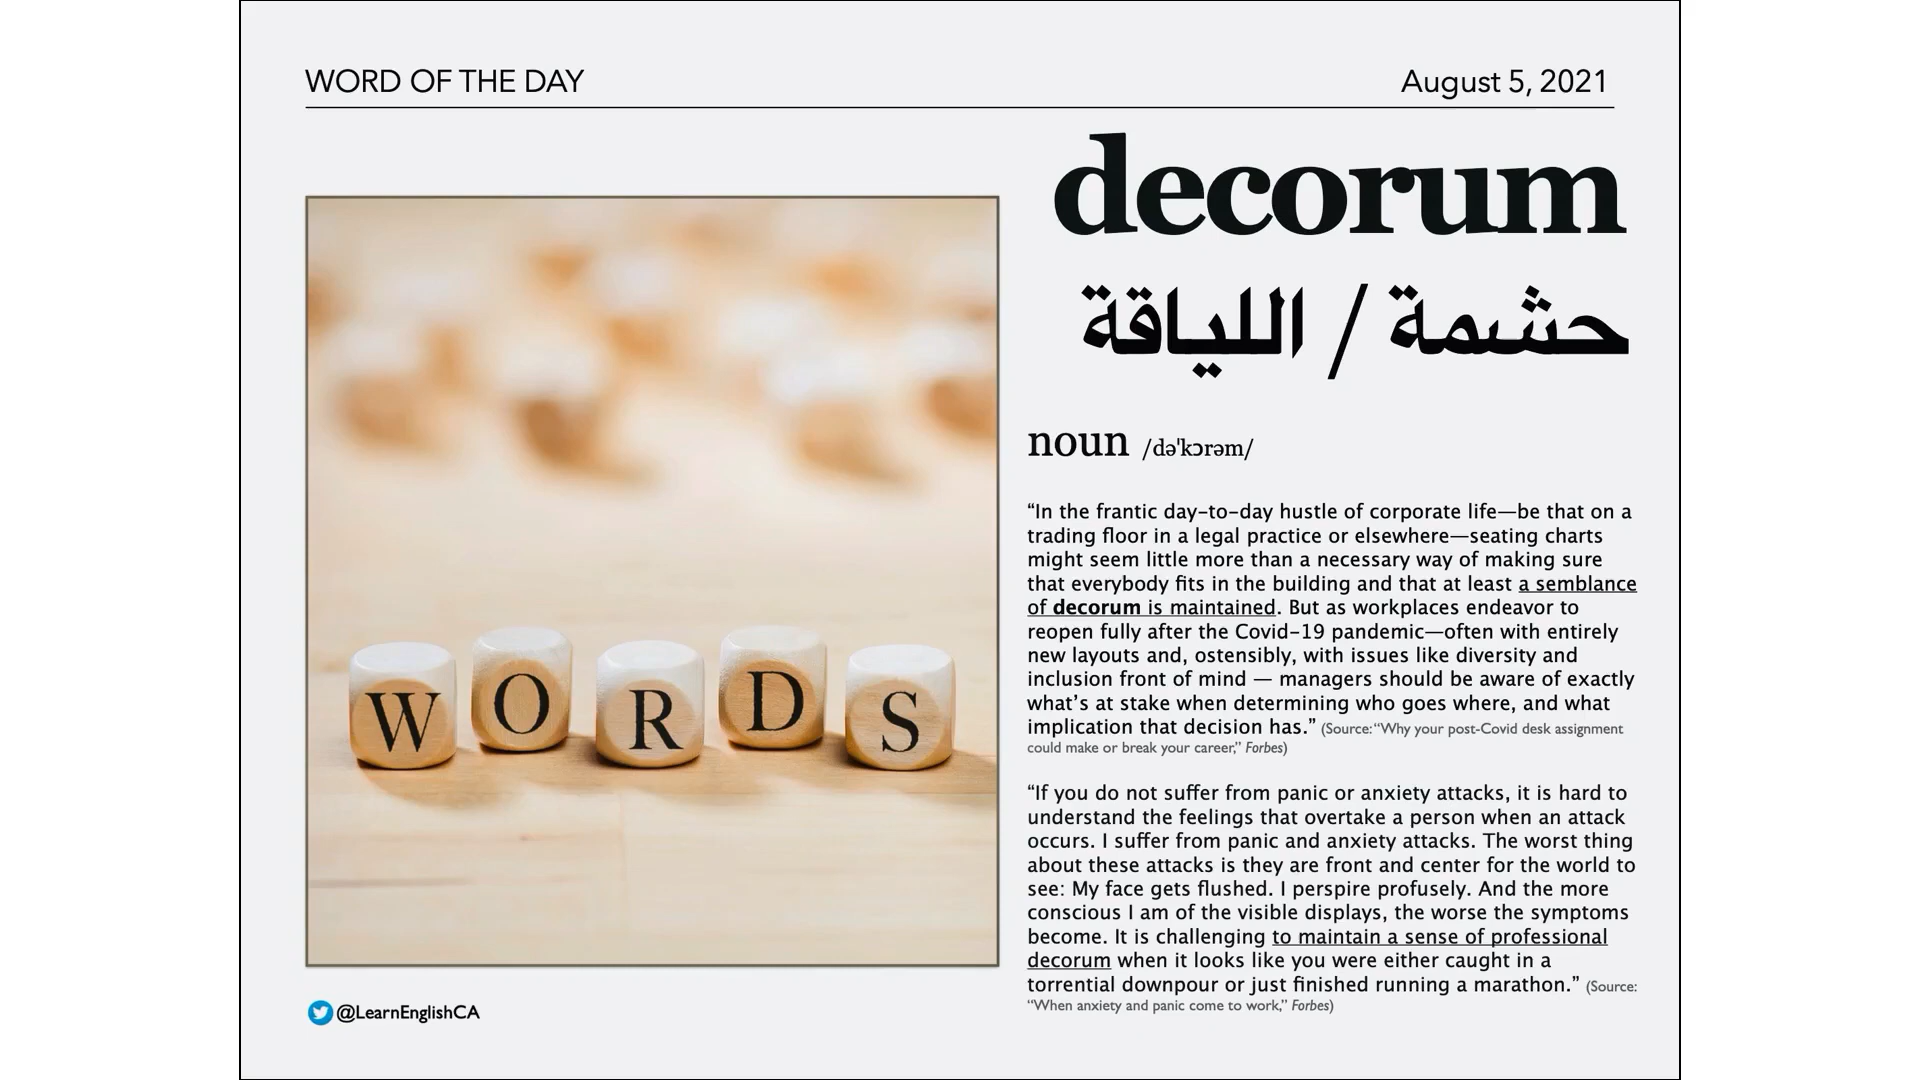 WORD OF THE DAY
August 5, 2021
decorum
حشمة / اللياقة
noun /də'kɔrəm/
“In the frantic day-to-day hustle of corporate life—be that on a
trading floor in a legal practice or elsewhere—seating charts
might seem little more than a necessary way of making sure
that everybody fits in the building and that at least a semblance
of decorum is maintained. But as workplaces endeavor to
reopen fully after the Covid-19 pandemic—often with entirely
new layouts and, ostensibly, with issues like diversity and
inclusion front of mind — managers should be aware of exactly
what’s at stake when determining who goes where, and what
implication that decision has.” (Source: “Why your post-Covid desk assignment
could make or break your career,” Forbes)
“If you do not suffer from panic or anxiety attacks, it is hard to
understand the feelings that overtake a person when an attack
occurs. I suffer from panic and anxiety attacks. The worst thing
about these attacks is they are front and center for the world to
see: My face gets flushed. I perspire profusely. And the more
conscious I am of the visible displays, the worse the symptoms
become. It is challenging to maintain a sense of professional
decorum when it looks like you were either caught in a
torrential downpour or just finished running a marathon.” (Source:
“When anxiety and panic come to work,” Forbes)
WORDS
@LearnEnglishCA